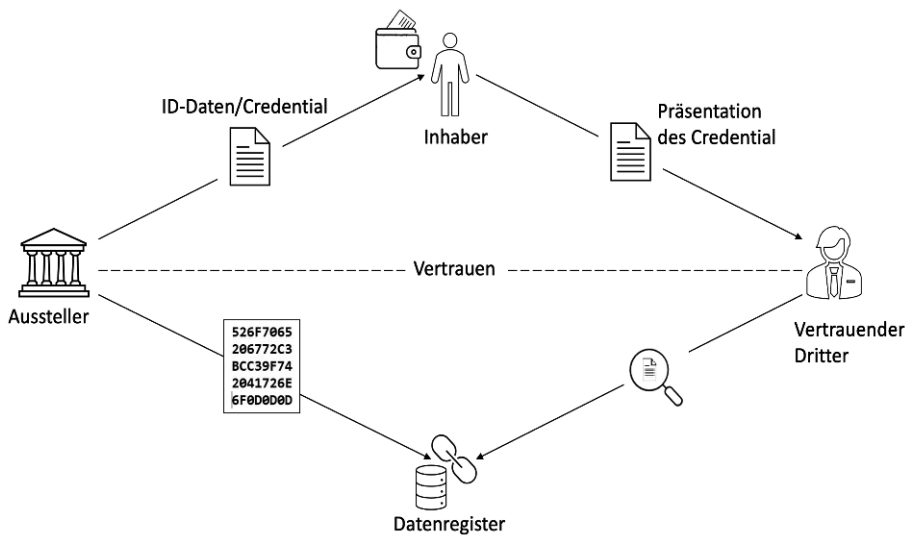 ID-Daten/Credential
Inhaber
Präsentation
des Credential
Vertrauen
Aussteller
526F7065
206772C3
BCC39F74
2041726E
6F0D0D0D
Vertrauender
Dritter
Datenregister